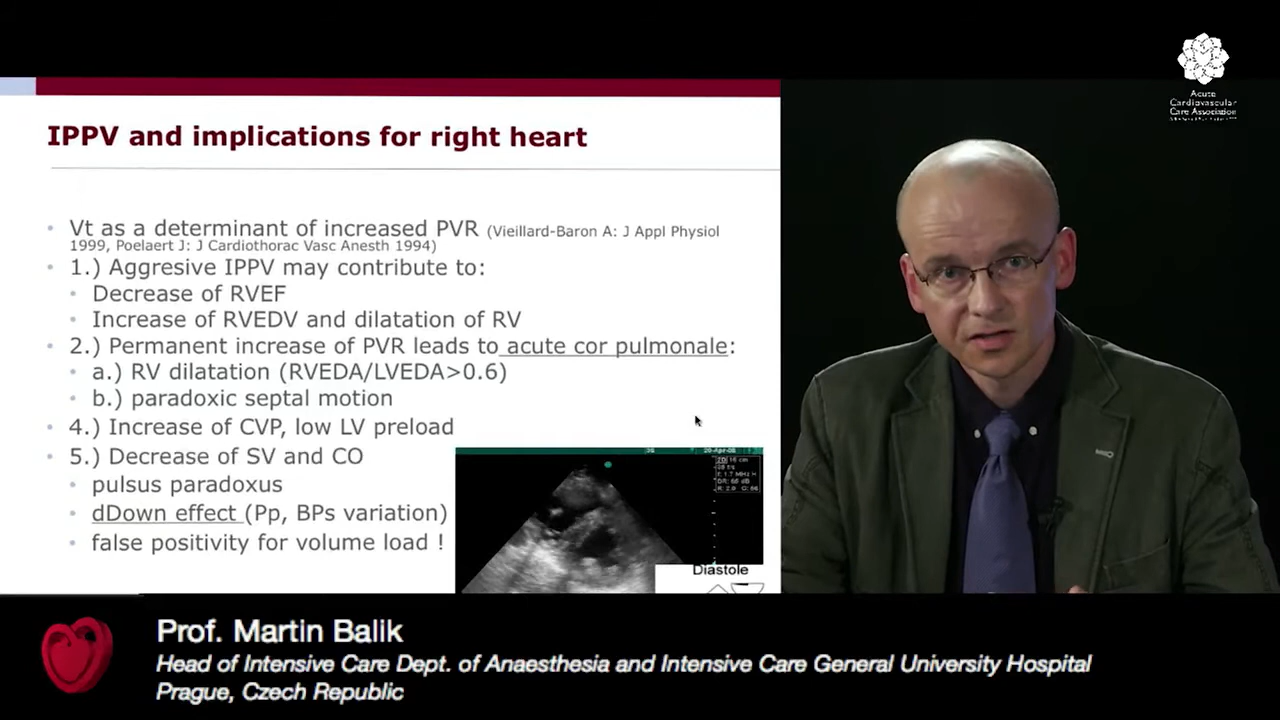 Acute
Cardiovascular
Care Association
IPPV and implications for right heart
Vt as a determinant of increased PVR (Vieillard-Baron A: J Appl Physiol
1999, Poelaert J: J Cardiothorac Vasc Anesth 1994)
1.) Aggresive IPPV may contribute to:
Decrease of RVEF
Increase of RVEDV and dilatation of RV
2.) Permanent increase of PVR leads to acute cor pulmonale:
a.) RV dilatation (RVEDA/LVEDA>0.6)
b.) paradoxic septal motion
4.) Increase of CVP, low LV preload
5.) Decrease of SV and CO
pulsus paradoxus
dDown effect (Pp, BPs variation)
false positivity for volume load !
Diastole
Prof. Martin Balik
Head of Intensive Care Dept. of Anaesthesia and Intensive Care General University Hospital
Prague, Czech Republic